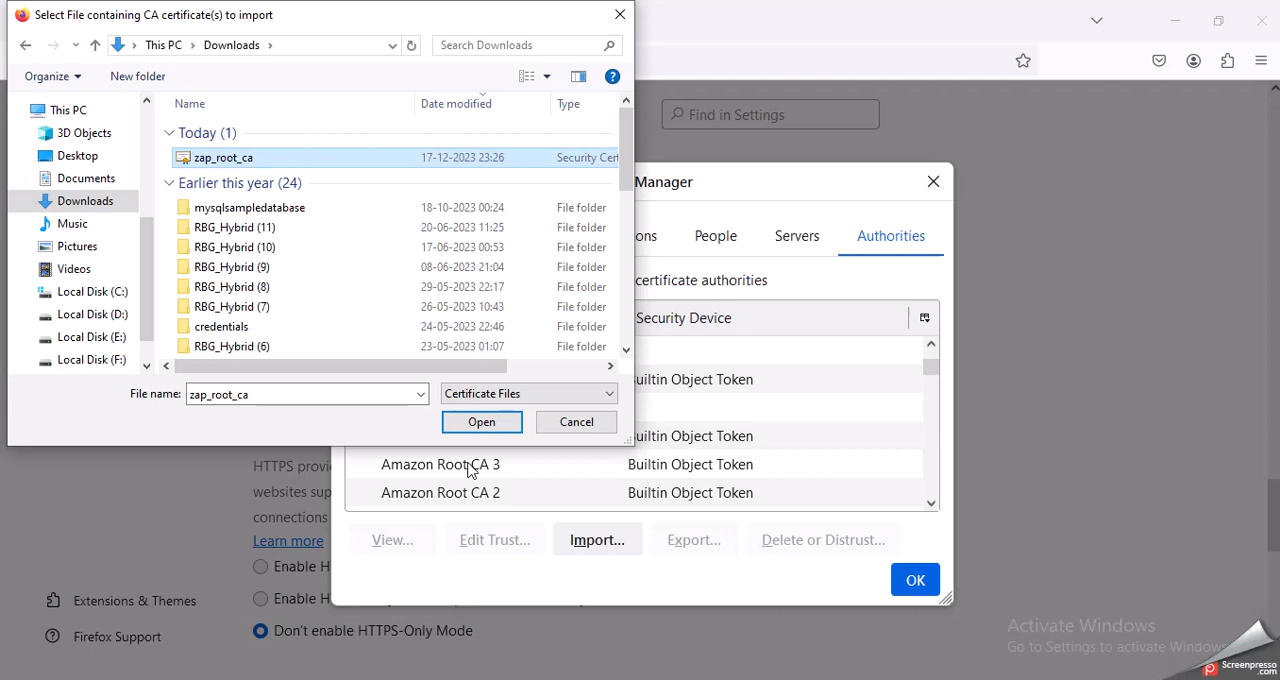 Select File containing CA certificate(s) to import
This PC > Downloads >
Search Downloads
Organize
New folder
This PC
3D Objects
Desktop
Documents
Downloads
Music
Pictures
Videos
Local Disk (C:)
Local Disk (D:)
Local Disk (E:)
Local Disk (F:)
Name Date modified Type
Today (1)
zap_root_ca 17-12-2023 23:26 Security Cert
Earlier this year (24)
mysqlsampledatabase 18-10-2023 00:24 File folder
RBG_Hybrid (11) 20-06-2023 11:25 File folder
RBG_Hybrid (10) 17-06-2023 00:53 File folder
RBG_Hybrid (9) 08-06-2023 21:04 File folder
RBG_Hybrid (8) 29-05-2023 22:17 File folder
RBG_Hybrid (7) 26-05-2023 10:43 File folder
credentials 24-05-2023 22:46 File folder
RBG_Hybrid (6) 23-05-2023 01:07 File folder
File name: zap_root_ca Certificate Files
Open Cancel
Find in Settings
Manager
ons People Servers Authorities
certificate authorities
Security Device
Builtin Object Token
uiltin Object Token
Amazon Root CA 3 Builtin Object Token
Amazon Root CA 2 Builtin Object Token
View... Edit Trust... Import... Export... Delete or Distrust...
OK
HTTPS provi
websites sup
connections
Learn more
Enable H
Enable H
Don't enable HTTPS-Only Mode
Extensions & Themes
Firefox Support
Activate Windows
Go to Settings to activate Windows
Screenpresso
.com